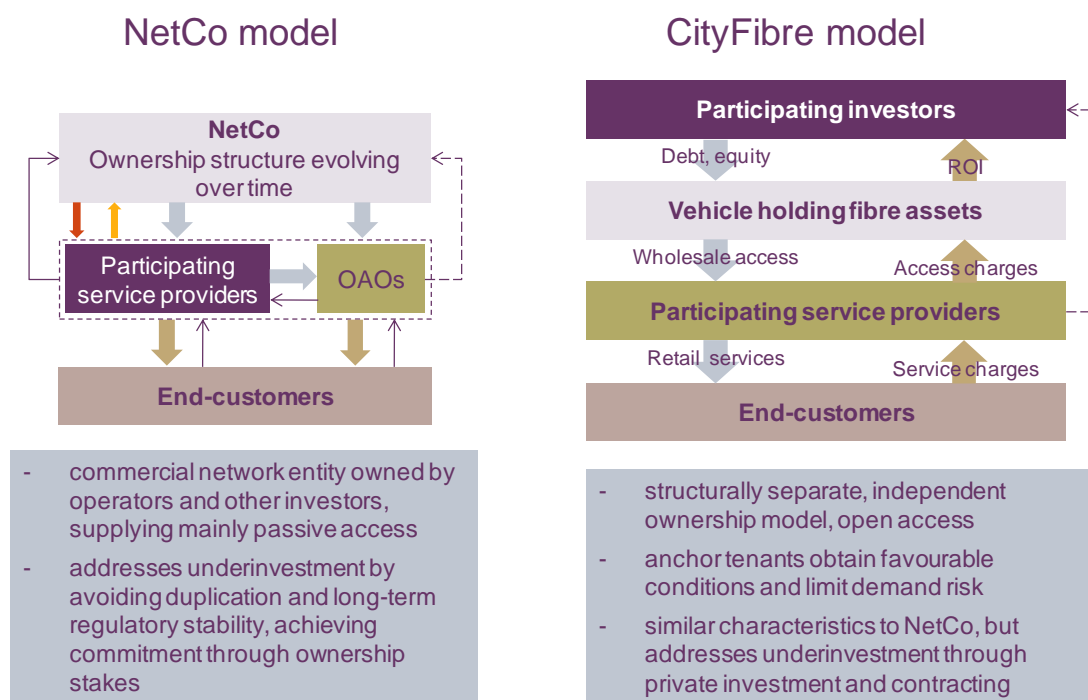 NetCo model
NetCo
Ownership structure evolving
over time
Participating
service providers
OAOs
End-customers
- commercial network entity owned by
operators and other investors,
supplying mainly passive access
- addresses underinvestment by
avoiding duplication and long-term
regulatory stability, achieving
commitment through ownership
stakes
CityFibre model
Participating investors
Debt, equity
ROI
Vehicle holding fibre assets
Wholesale access
Access charges
Participating service providers
Retail services
Service charges
End-customers
- structurally separate, independent
ownership model, open access
- anchor tenants obtain favourable
conditions and limit demand risk
- similar characteristics to NetCo, but
addresses underinvestment through
private investment and contracting